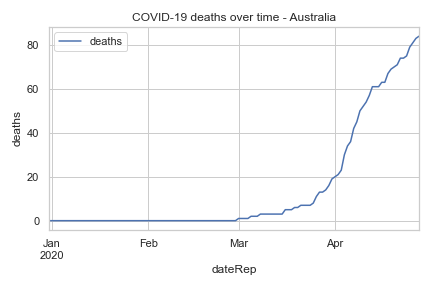 COVID-19 deaths over time - Australia
deaths
80
60
40
20
0
deaths
Jan Feb Mar Apr
2020
dateRep